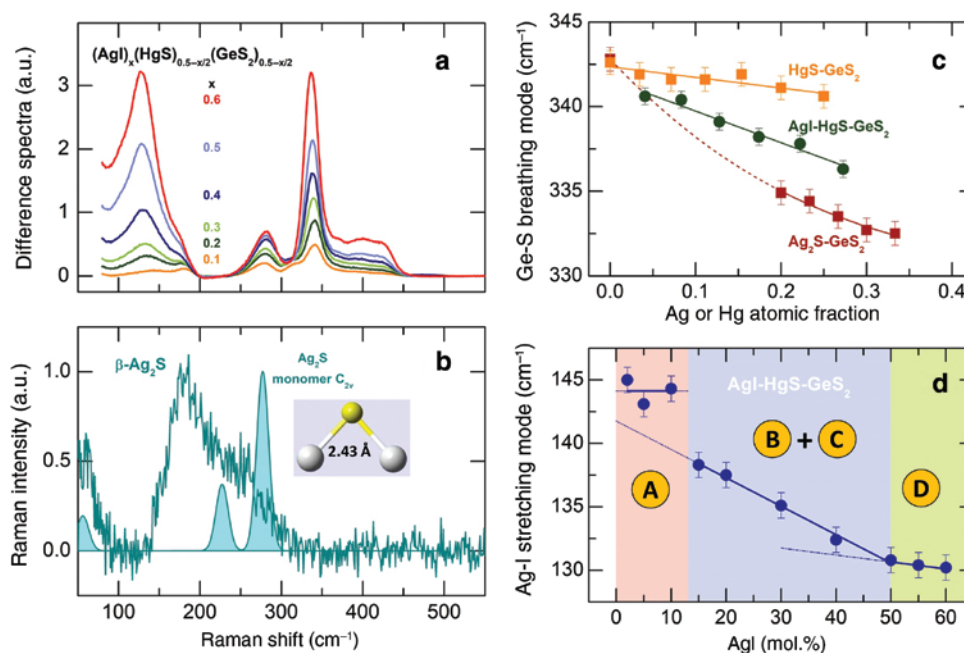 (AgI)ₓ(HgS)₀.₅₋ₓ/₂(GeS₂)₀.₅₋ₓ/₂
a
x
0.6
0.5
0.4
0.3
0.2
0.1
3
2
1
0
Difference spectra (a.u.)
β-Ag₂S
Ag₂S
monomer C₂ᵥ
b
2.43 Å
1.0
0.5
0.0
Raman intensity (a.u.)
100 200 300 400 500
Raman shift (cm⁻¹)
c
HgS-GeS₂
AgI-HgS-GeS₂
Ag₂S-GeS₂
345
340
335
330
Ge-S breathing mode (cm⁻¹)
0.0 0.1 0.2 0.3 0.4
Ag or Hg atomic fraction
AgI-HgS-GeS₂
d
B + C
A
D
145
140
135
130
Ag-I stretching mode (cm⁻¹)
0 10 20 30 40 50 60
AgI (mol.%)